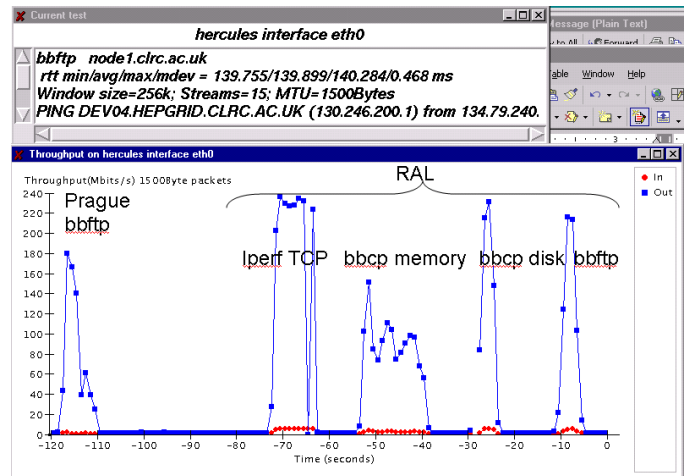 Current test
hercules interface eth0
bbftp node1.clrc.ac.uk
rtt min/avg/max/mdev = 139.755/139.899/140.284/0.468 ms
Window size=256k; Streams=15; MTU=1500Bytes
PING DEV04.HEPGRID.CLRC.AC.UK (130.246.200.1) from 134.79.240.
Message (Plain Text)
to All Forward
Table Window Help
Throughput on hercules interface eth0
Throughput(Mbits/s) 1500Byte packets
RAL
In
Out
Prague
bbftp
Iperf TCP bbcp memory bbcp disk bbftp
240
220
200
180
160
140
120
100
80
60
40
20
0
-120 -110 -100 -90 -80 -70 -60 -50 -40 -30 -20 -10 0
Time (seconds)